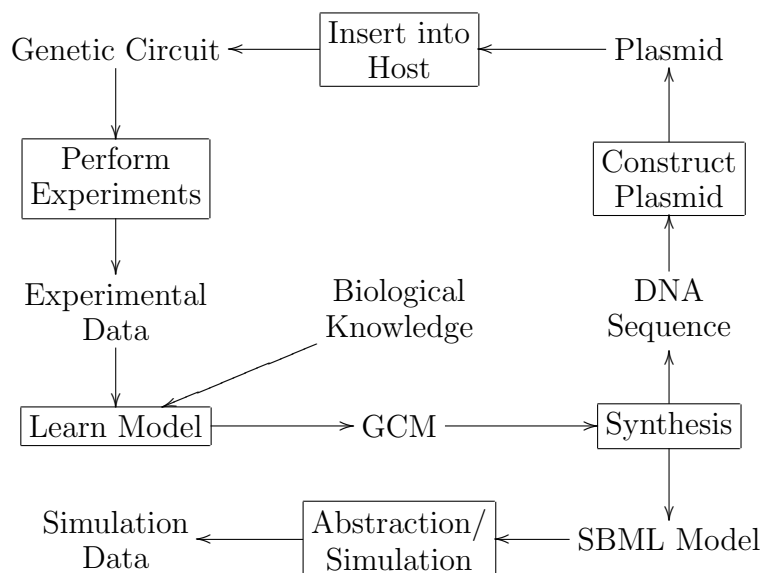 Genetic Circuit
Insert into
Host
Plasmid
Perform
Experiments
Construct
Plasmid
Experimental
Data
Biological
Knowledge
DNA
Sequence
Learn Model
GCM
Synthesis
Simulation
Data
Abstraction/
Simulation
SBML Model